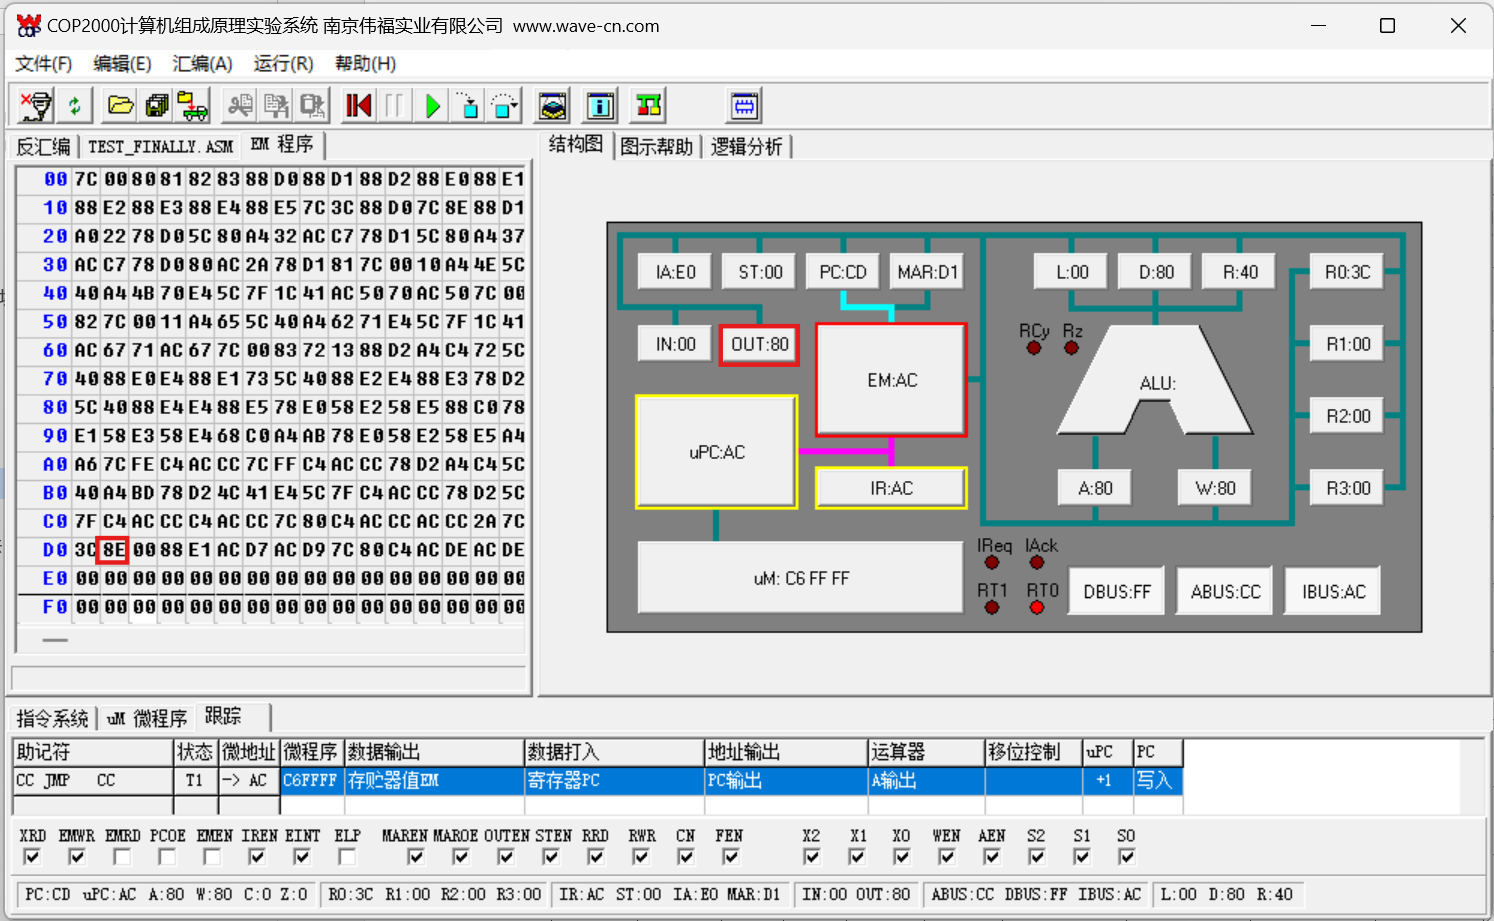 COP2000计算机组成原理实验系统 南京伟福实业有限公司 www.wave-cn.com
文件(F) 编辑(E) 汇编(A) 运行(R) 帮助(H)
反汇编 TEST_FINALLY.ASM EM 程序
00 7C 00 80 81 82 83 88 D0 88 D1 88 D2 88 E0 88 E1
10 88 E2 88 E3 88 E4 88 E5 7C 3C 88 D0 7C 8E 88 D1
20 A0 22 78 D0 5C 80 A4 32 AC C7 78 D1 5C 80 A4 37
30 AC C7 78 D0 80 AC 2A 78 D1 81 7C 00 10 A4 4E 5C
40 40 A4 4B 70 E4 5C 7F 1C 41 AC 50 70 AC 50 7C 00
50 82 7C 00 11 A4 65 5C 40 A4 62 71 E4 5C 7F 1C 41
60 AC 67 71 AC 67 7C 00 83 72 13 88 D2 A4 C4 72 5C
70 40 88 E0 E4 88 E1 73 5C 40 88 E2 E4 88 E3 78 D2
80 5C 40 88 E4 E4 88 E5 78 E0 58 E2 58 E5 88 C0 78
90 E1 58 E3 58 E4 68 C0 A4 AB 78 E0 58 E2 58 E5 A4
A0 A6 7C FE C4 AC CC 7C FF C4 AC CC 78 D2 A4 C4 5C
B0 40 A4 BD 78 D2 4C 41 E4 5C 7F C4 AC CC 78 D2 5C
C0 7F C4 AC CC C4 AC CC 7C 80 C4 AC CC AC CC 2A 7C
D0 3C 8E 00 88 E1 AC D7 AC D9 7C 80 C4 AC DE AC DE
E0 00 00 00 00 00 00 00 00 00 00 00 00 00 00 00 00
F0 00 00 00 00 00 00 00 00 00 00 00 00 00 00 00 00
结构图 图示帮助 逻辑分析
IA:E0 ST:00 PC:CD MAR:D1 L:00 D:80 R:40 R0:3C
IN:00 OUT:80 RCy Rz R1:00
EM:AC ALU:
R2:00
uPC:AC
IR:AC A:80 W:80 R3:00
IReq IAck
uM: C6 FF FF
RT1 RT0 DBUS:FF ABUS:CC IBUS:AC
指令系统 uM 微程序 跟踪
助记符 状态 微地址 微程序 数据输出 数据打入 地址输出 运算器 移位控制 uPC PC
CC JMP CC T1 -> AC C6FFFF 存贮器值EM 寄存器PC PC输出 A输出 +1 写入
XRD EMWR EMRD PCOE EMEN IREN EINT ELP MAREN MAROE OUTEN STEN RRD RWR CN FEN X2 X1 X0 WEN AEN S2 S1 S0
PC:CD uPC:AC A:80 W:80 C:0 Z:0 R0:3C R1:00 R2:00 R3:00 IR:AC ST:00 IA:E0 MAR:D1 IN:00 OUT:80 ABUS:CC DBUS:FF IBUS:AC L:00 D:80 R:40